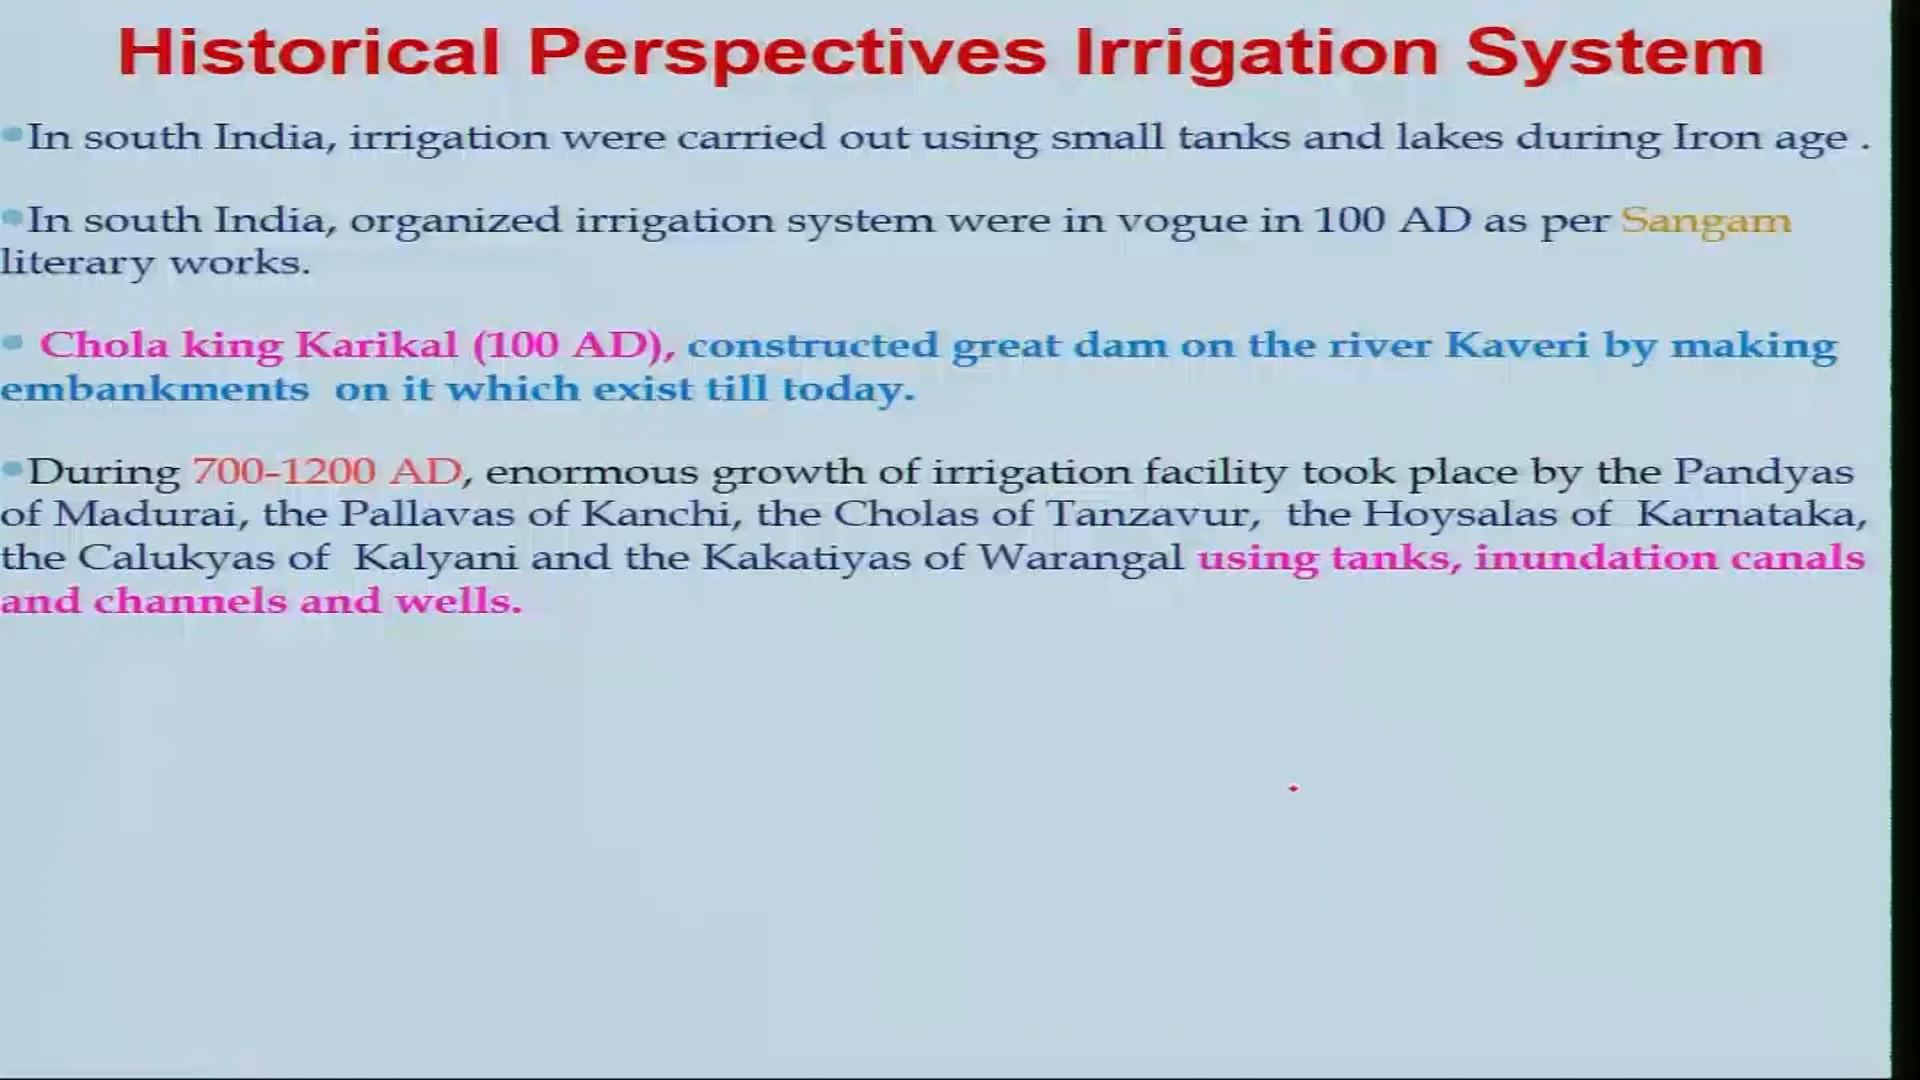 Historical Perspectives Irrigation System
In south India, irrigation were carried out using small tanks and lakes during Iron age .
In south India, organized irrigation system were in vogue in 100 AD as per Sangam
literary works.
Chola king Karikal (100 AD), constructed great dam on the river Kaveri by making
embankments on it which exist till today.
During 700-1200 AD, enormous growth of irrigation facility took place by the Pandyas
of Madurai, the Pallavas of Kanchi, the Cholas of Tanzavur, the Hoysalas of Karnataka,
the Calukyas of Kalyani and the Kakatiyas of Warangal using tanks, inundation canals
and channels and wells.